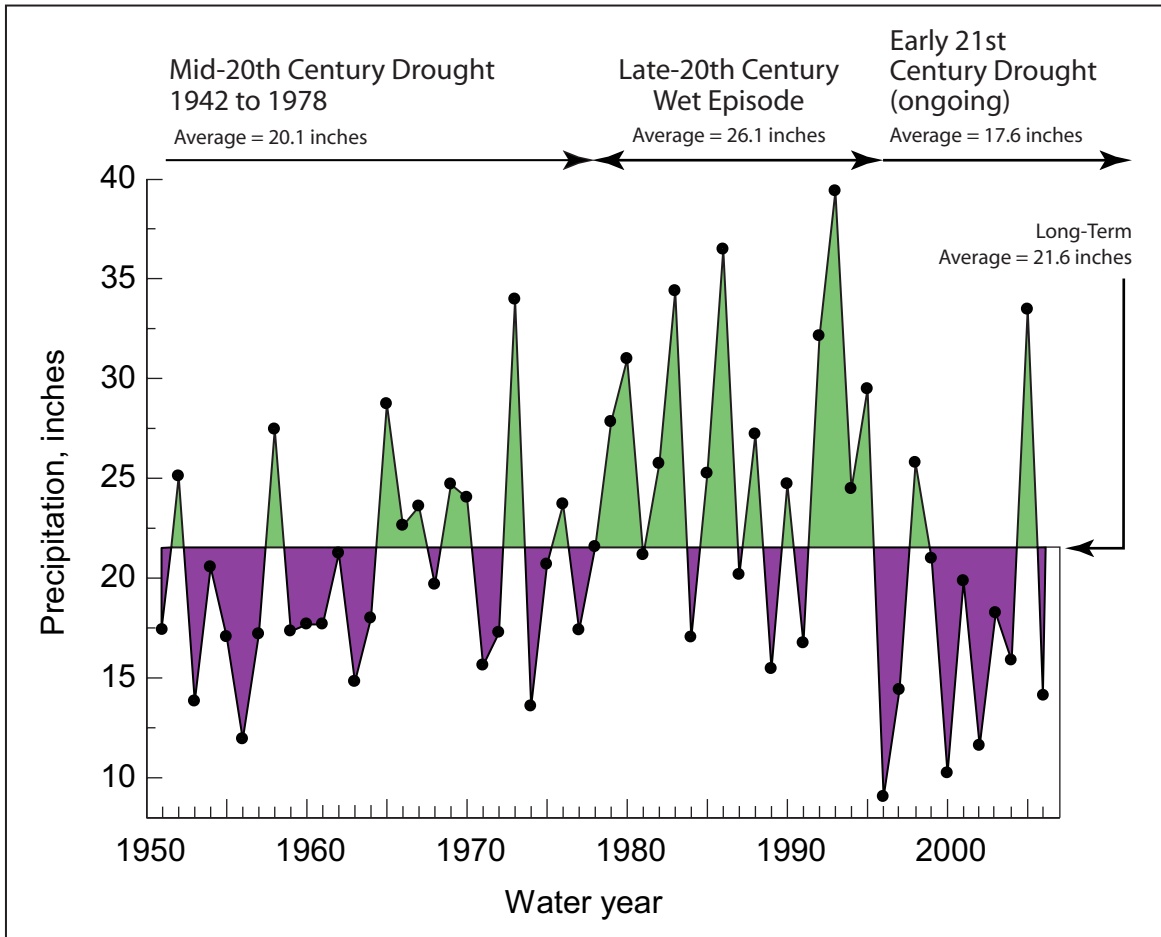 Mid-20th Century Drought
1942 to 1978
Average = 20.1 inches
Late-20th Century
Wet Episode
Average = 26.1 inches
Early 21st
Century Drought
(ongoing)
Average = 17.6 inches
Long-Term
Average = 21.6 inches
Precipitation, inches
40
35
30
25
20
15
10
1950 1960 1970 1980 1990 2000
Water year